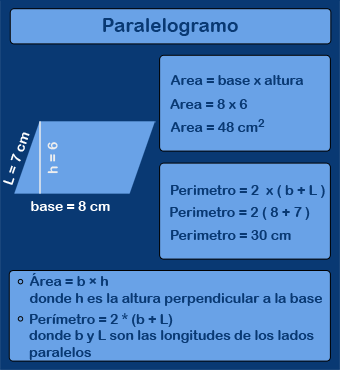 Paralelogramo
Area = base x altura
Area = 8 x 6
Area = 48 cm²
L = 7 cm
h = 6
base = 8 cm
Perimetro = 2 x ( b + L )
Perimetro = 2 ( 8 + 7 )
Perimetro = 30 cm
Área = b × h
donde h es la altura perpendicular a la base
Perímetro = 2 * (b + L)
donde b y L son las longitudes de los lados
paralelos